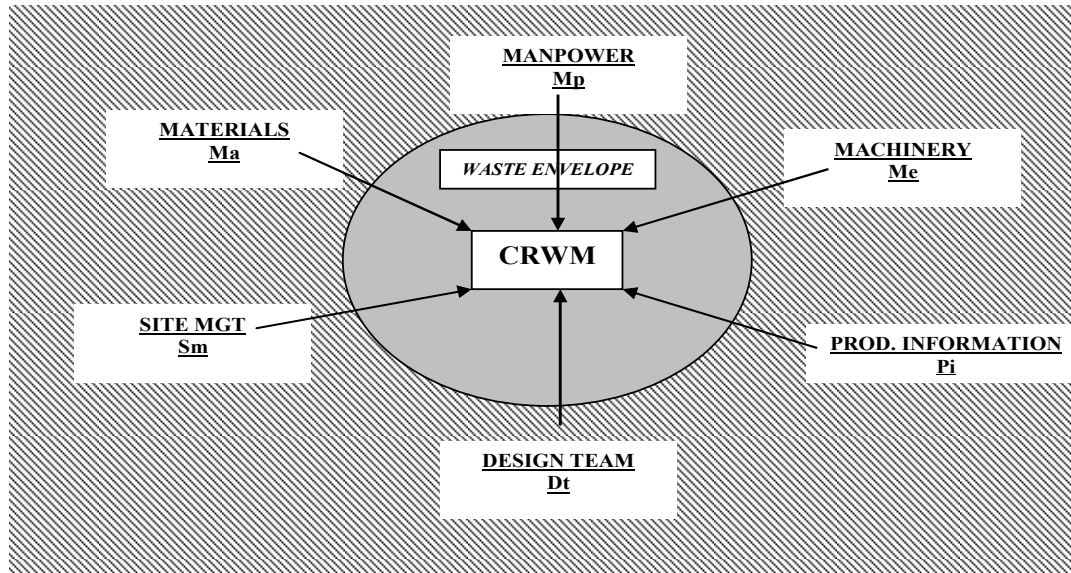 MANPOWER
Mp
MATERIALS
Ma
WASTE ENVELOPE
MACHINERY
Me
CRWM
SITE MGT
Sm
PROD. INFORMATION
Pi
DESIGN TEAM
Dt